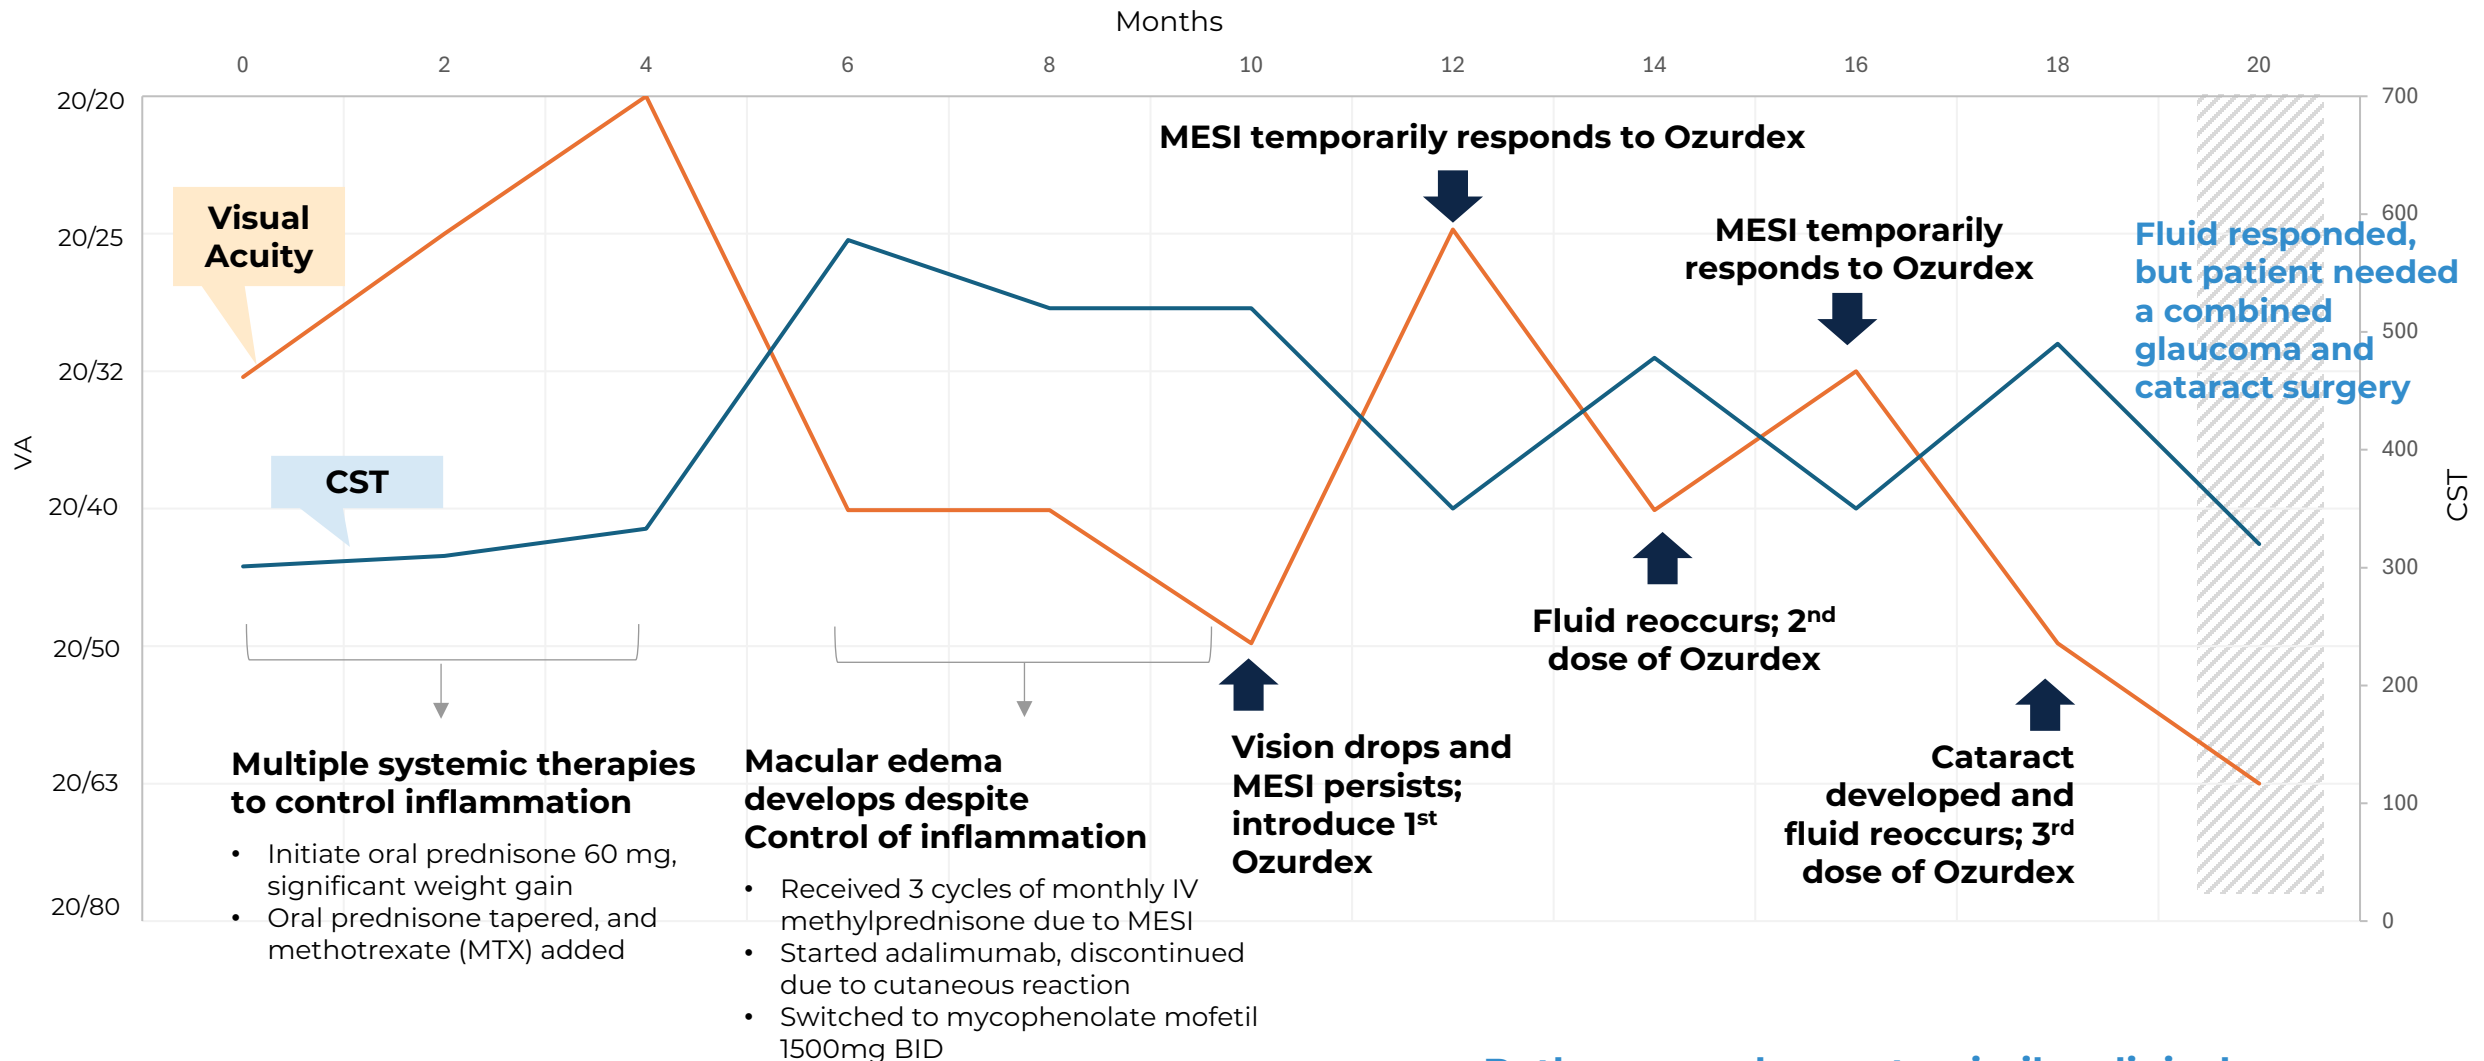 Months
0 2 4 6 8 10 12 14 16 18 20
20/20
20/25
20/32
20/40
20/50
20/63
20/80
VA
700
600
500
400
300
200
100
0
CST
Visual
Acuity
CST
MESI temporarily responds to Ozurdex
MESI temporarily
responds to Ozurdex
Fluid responded,
but patient needed
a combined
glaucoma and
cataract surgery
Fluid reoccurs; 2nd
dose of Ozurdex
Multiple systemic therapies
to control inflammation
• Initiate oral prednisone 60 mg,
significant weight gain
• Oral prednisone tapered, and
methotrexate (MTX) added
Macular edema
develops despite
Control of inflammation
• Received 3 cycles of monthly IV
methylprednisone due to MESI
• Started adalimumab, discontinued
due to cutaneous reaction
• Switched to mycophenolate mofetil
1500mg BID
Vision drops and
MESI persists;
introduce 1st
Ozurdex
Cataract
developed and
fluid reoccurs; 3rd
dose of Ozurdex